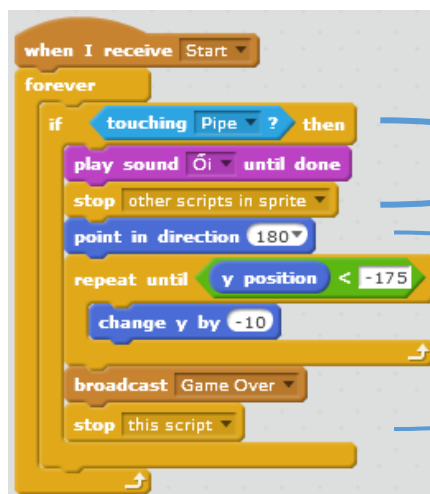 when I receive Start
forever
if touching Pipe ? then
play sound Ối until done
stop other scripts in sprite
point in direction 180
repeat until y position < -175
change y by -10
broadcast Game Over
stop this script